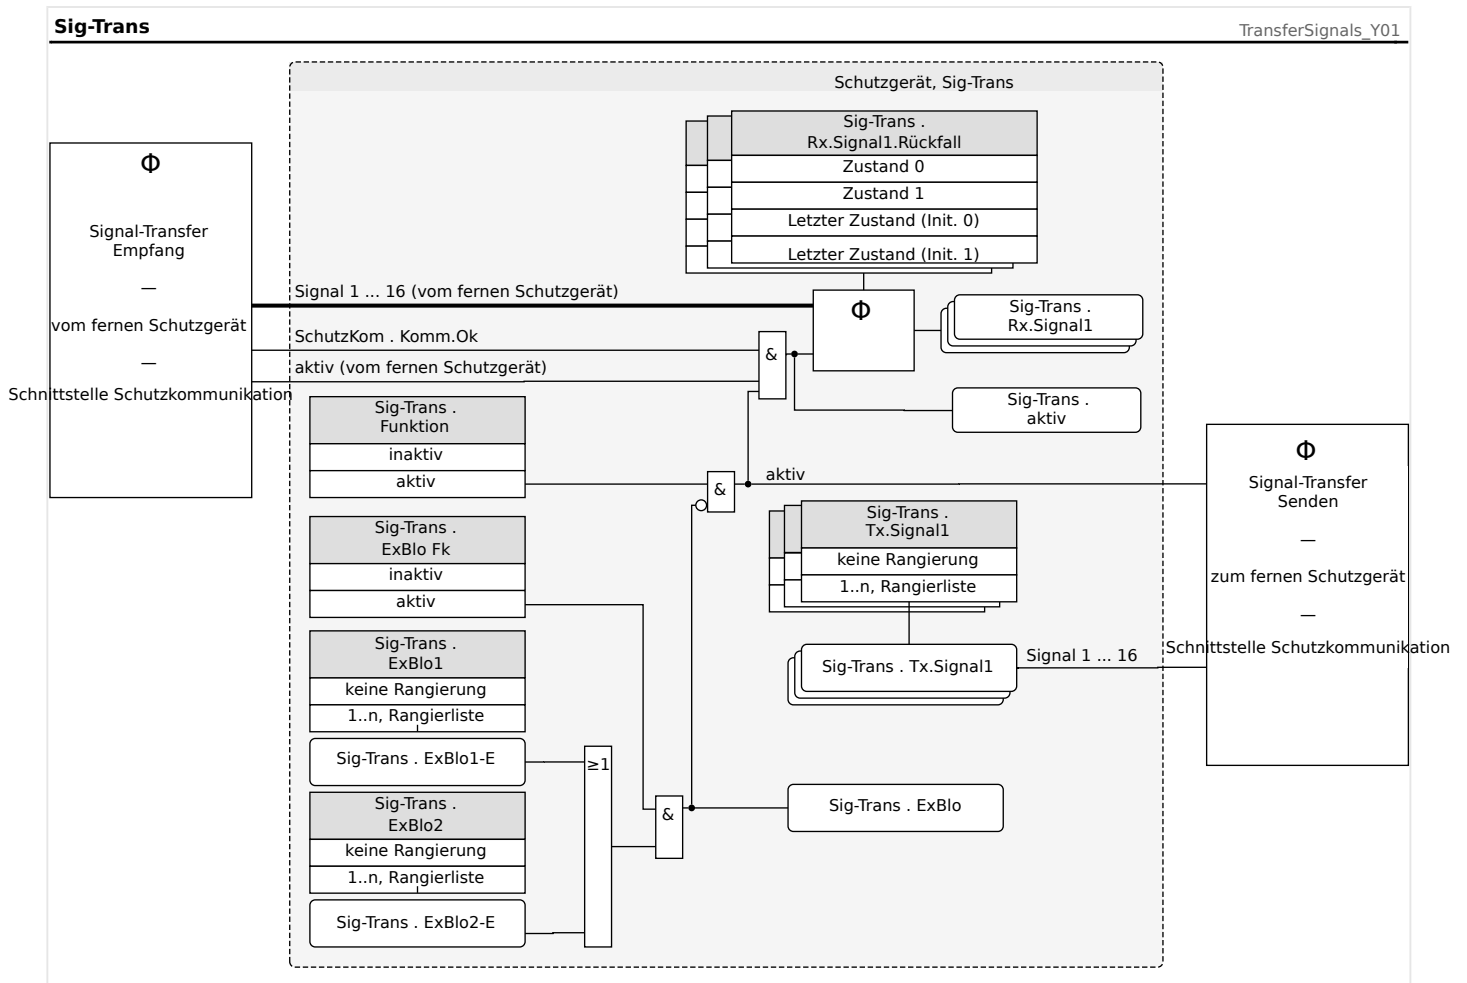 Sig-Trans
TransferSignals_Y01
Schutzgerät, Sig-Trans
Sig-Trans .
Rx.Signal1.Rückfall
Zustand 0
Zustand 1
Letzter Zustand (Init. 0)
Letzter Zustand (Init. 1)
Φ
Signal-Transfer
Empfang
—
vom fernen Schutzgerät
—
Schnittstelle Schutzkommunikation
Signal 1 ... 16 (vom fernen Schutzgerät)
SchutzKom . Komm.Ok
aktiv (vom fernen Schutzgerät)
&
Φ
Sig-Trans .
Rx.Signal1
Sig-Trans .
aktiv
Sig-Trans .
Funktion
inaktiv
aktiv
&
aktiv
Φ
Signal-Transfer
Senden
—
zum fernen Schutzgerät
—
Schnittstelle Schutzkommunikation
Sig-Trans .
ExBlo Fk
inaktiv
aktiv
Sig-Trans .
Tx.Signal1
keine Rangierung
1..n, Rangierliste
Sig-Trans . Tx.Signal1
Signal 1 ... 16
Sig-Trans .
ExBlo1
keine Rangierung
1..n, Rangierliste
Sig-Trans . ExBlo1-E
≥1
Sig-Trans .
ExBlo2
keine Rangierung
1..n, Rangierliste
Sig-Trans . ExBlo2-E
&
Sig-Trans . ExBlo